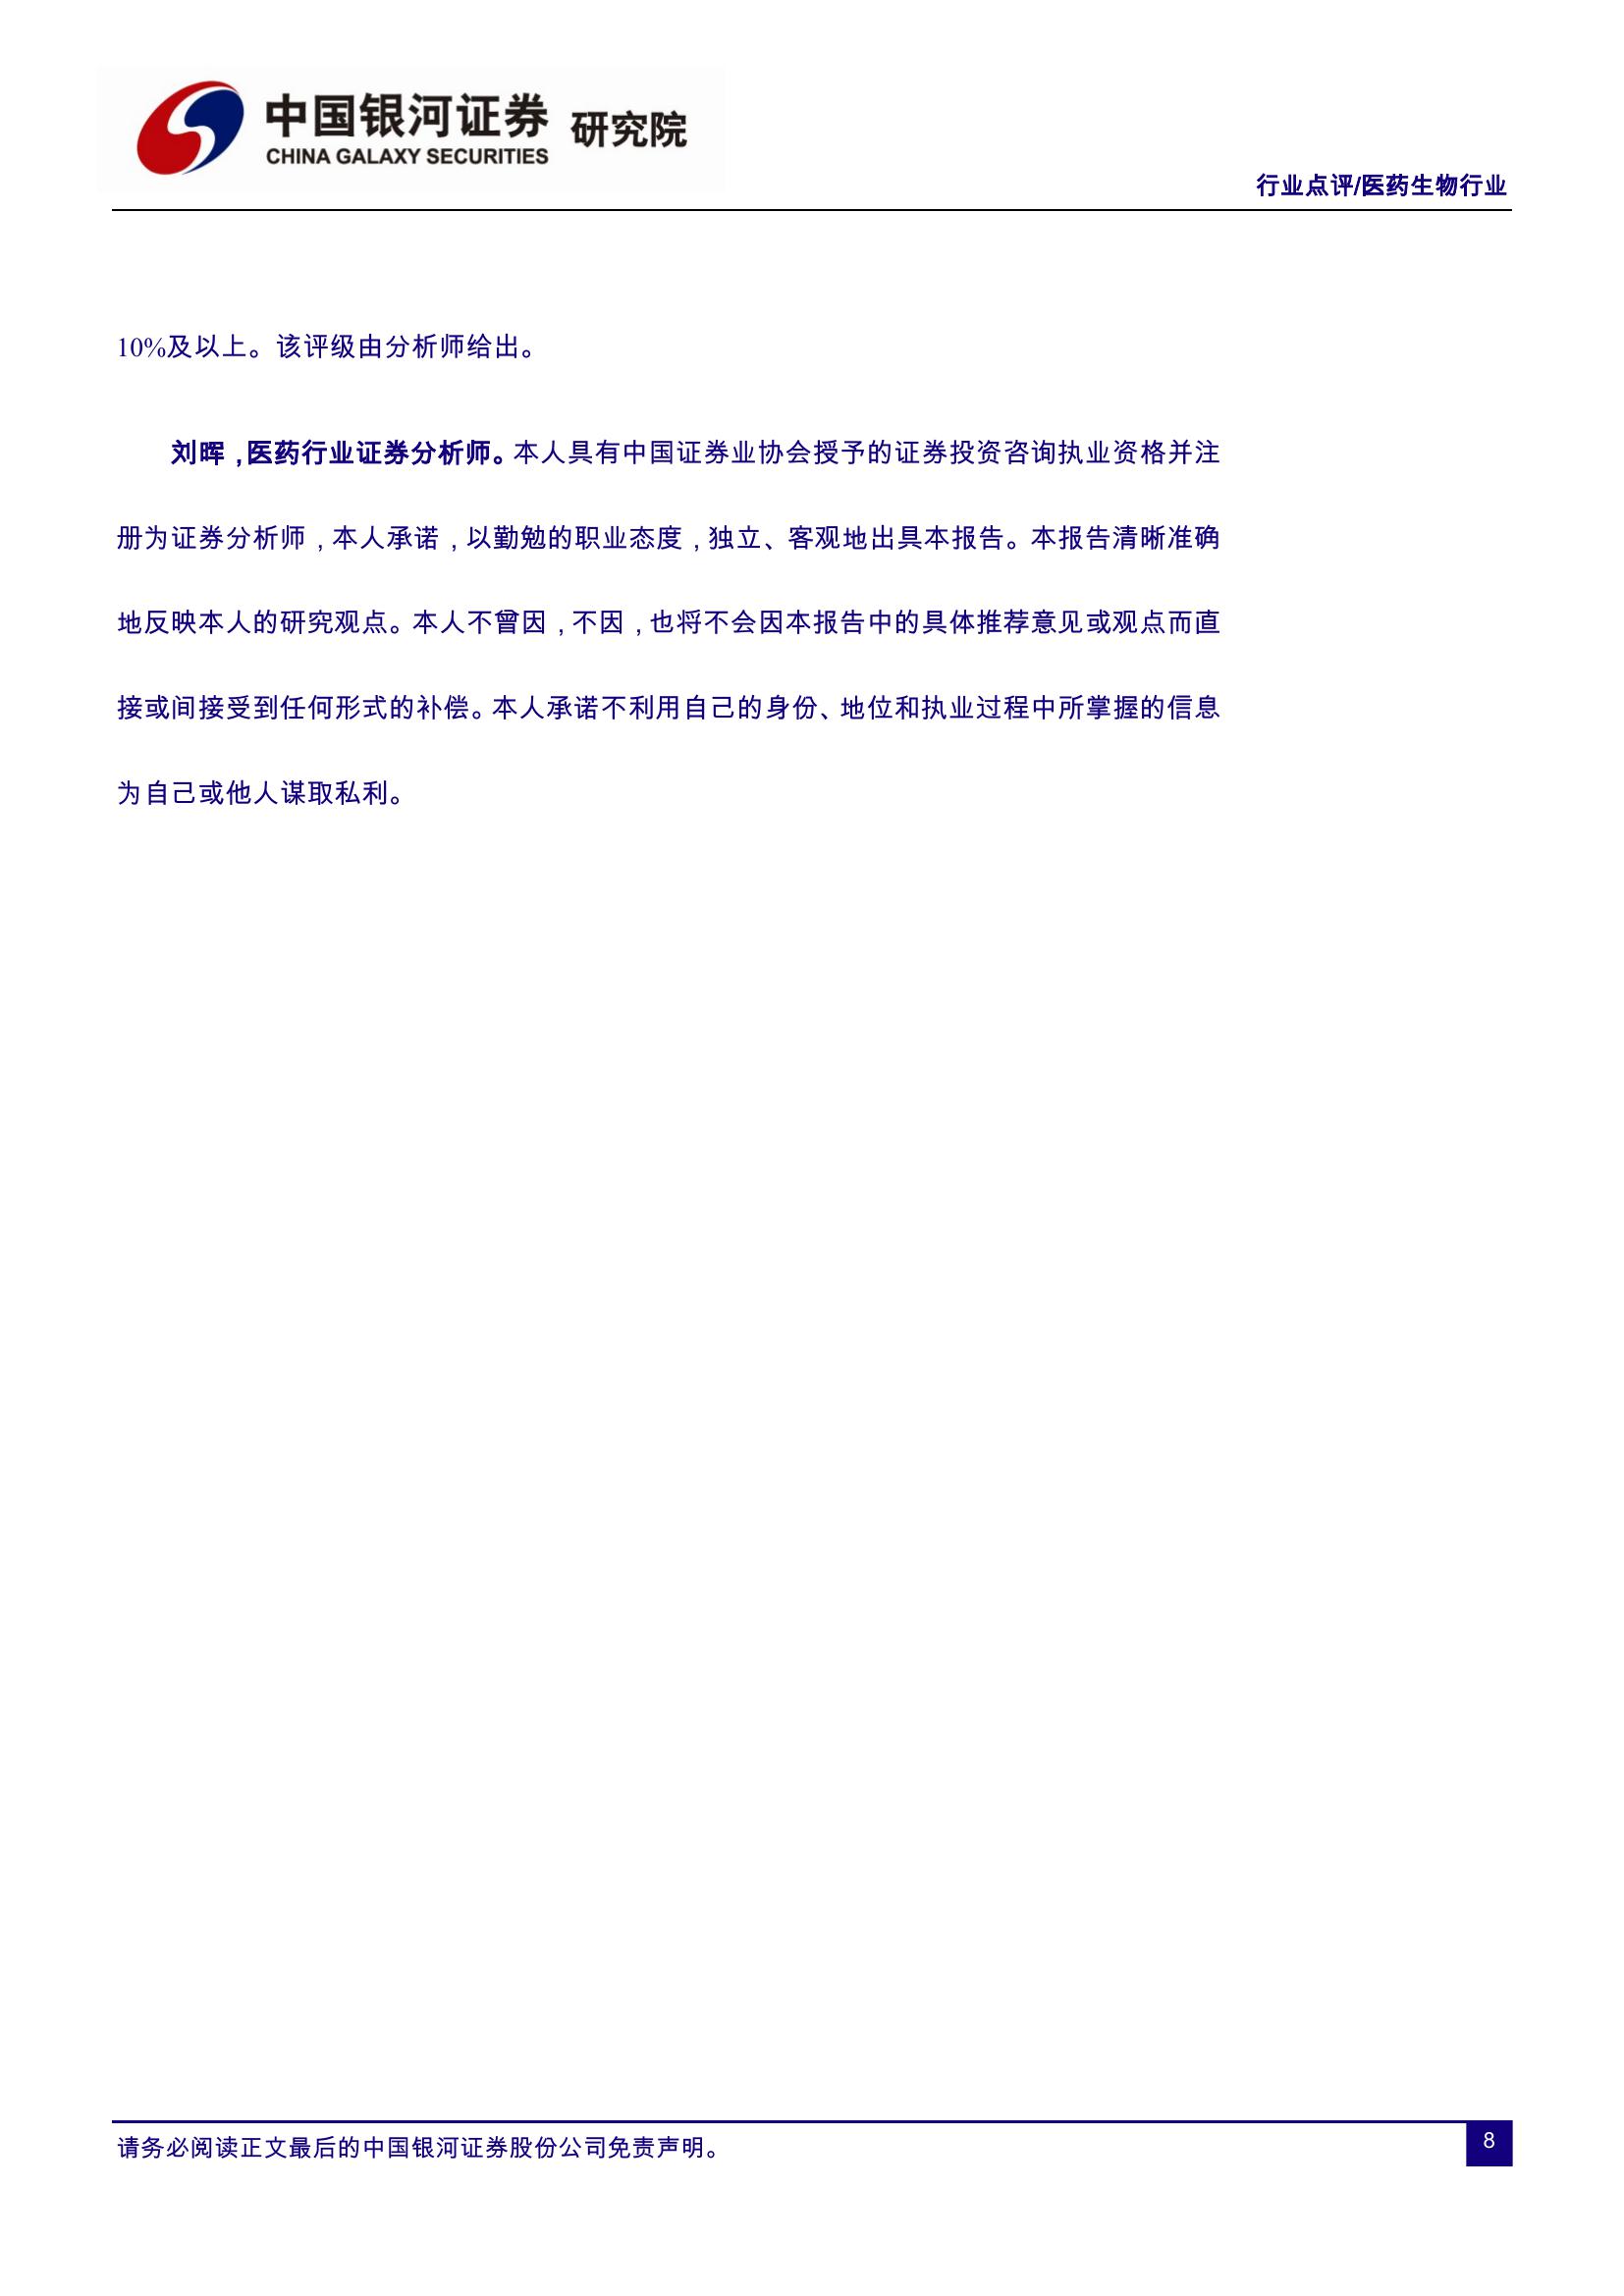 中国银河证券 研究院
CHINA GALAXY SECURITIES
行业点评/医药生物行业
10%及以上。该评级由分析师给出。
刘晖，医药行业证券分析师。本人具有中国证券业协会授予的证券投资咨询执业资格并注
册为证券分析师，本人承诺，以勤勉的职业态度，独立、客观地出具本报告。本报告清晰准确
地反映本人的研究观点。本人不曾因，不因，也将不会因本报告中的具体推荐意见或观点而直
接或间接受到任何形式的补偿。本人承诺不利用自己的身份、地位和执业过程中所掌握的信息
为自己或他人谋取私利。
请务必阅读正文最后的中国银河证券股份公司免责声明。
8